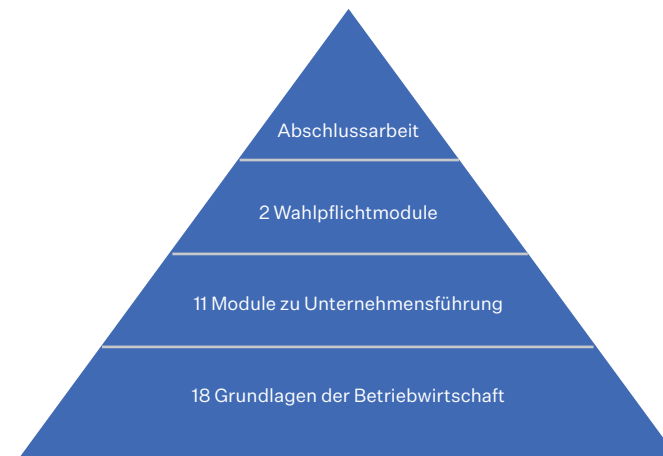 Abschlussarbeit
2 Wahlpflichtmodule
11 Module zu Unternehmensführung
18 Grundlagen der Betriebwirtschaft